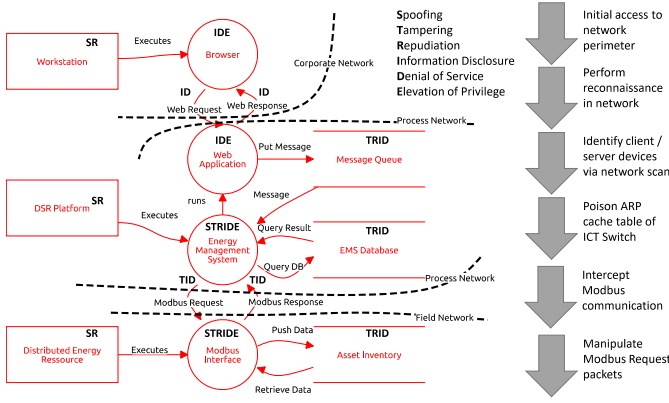 SR
Workstation
Executes
IDE
Browser
Corporate Network
ID
ID
Web Request
Web Response
Process Network
IDE
Web
Application
Put Message
TRID
Message Queue
Message
runs
SR
DSR Platform
Executes
STRIDE
Energy
Management
System
Query Result
Query DB
TRID
EMS Database
TID
TID
Process Network
Modbus Request
Modbus Response
Field Network
SR
Distributed Energy
Ressource
Executes
STRIDE
Modbus
Interface
Push Data
TRID
Asset Inventory
Retrieve Data
Spoofing
Tampering
Repudiation
Information Disclosure
Denial of Service
Elevation of Privilege
Initial access to
network
perimeter
Perform
reconnaissance
in network
Identify client /
server devices
via network scan
Poison ARP
cache table of
ICT Switch
Intercept
Modbus
communication
Manipulate
Modbus Request
packets